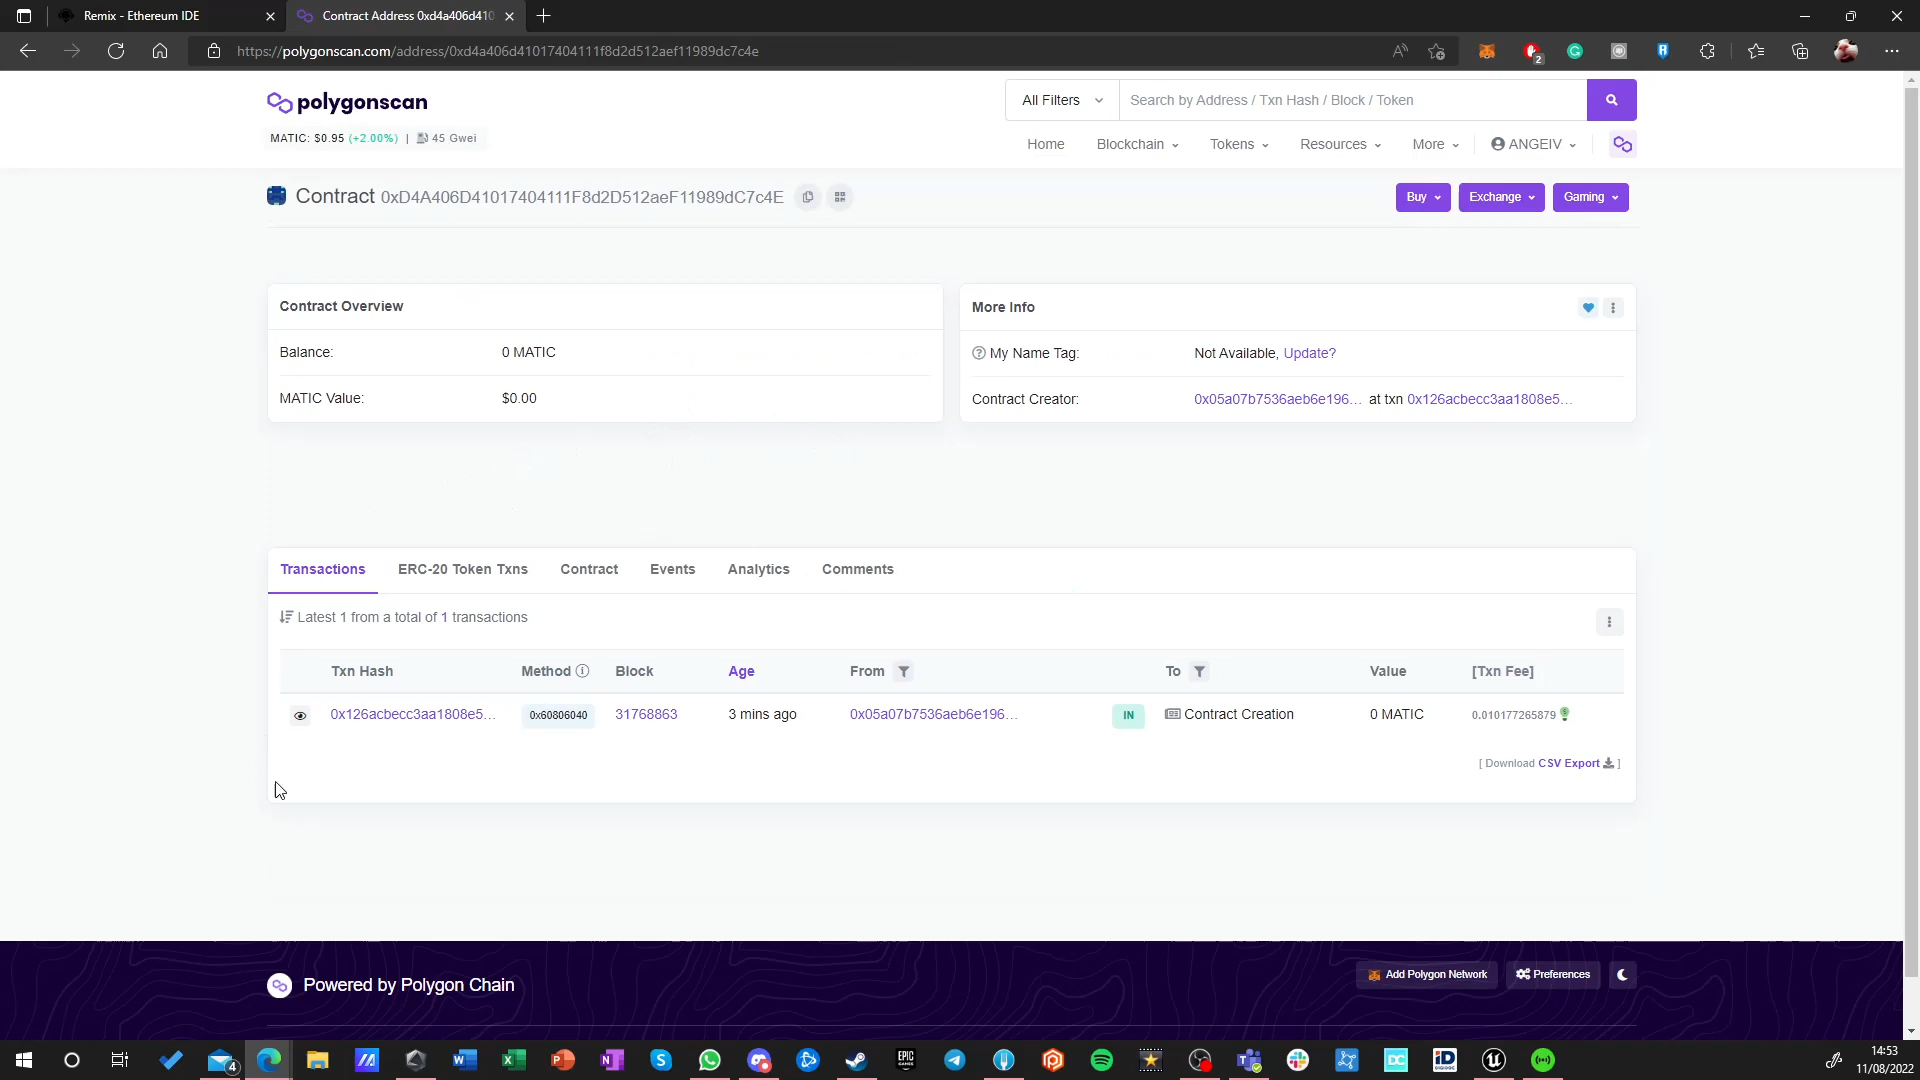 Remix - Ethereum IDE
Contract Address 0xd4a406d410
https://polygonscan.com/address/0xd4a406d41017404111f8d2d512aef11989dc7c4e
2
polygonscan
All Filters
Search by Address / Txn Hash / Block / Token
MATIC: $0.95 (+2.00%) | 45 Gwei
Home Blockchain Tokens Resources More ANGEIV
Contract 0xD4A406D41017404111F8d2D512aeF11989dC7c4E
Buy Exchange Gaming
Contract Overview
Balance: 0 MATIC
MATIC Value: $0.00
More Info
My Name Tag: Not Available, Update?
Contract Creator: 0x05a07b7536aeb6e196... at txn 0x126acbecc3aa1808e5...
Transactions ERC-20 Token Txns Contract Events Analytics Comments
Latest 1 from a total of 1 transactions
Txn Hash Method Block Age From To Value [Txn Fee]
0x126acbecc3aa1808e5... 0x60806040 31768863 3 mins ago 0x05a07b7536aeb6e196... IN Contract Creation 0 MATIC 0.010177265879
[ Download CSV Export ]
Powered by Polygon Chain
Add Polygon Network Preferences
4
EPIC GAMES
DC
iD
14:53
11/08/2022